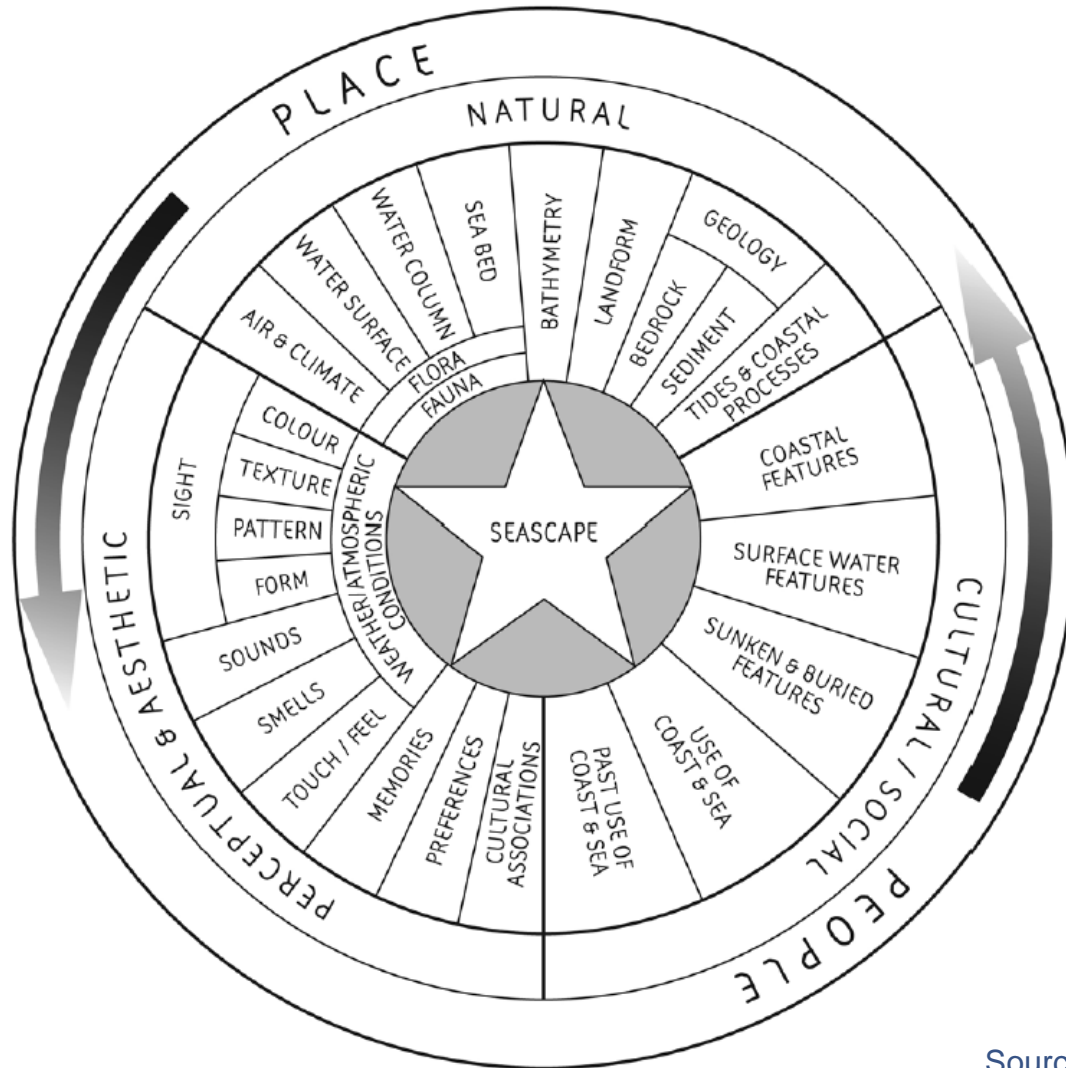 PLACE
NATURAL
AIR & CLIMATE
WATER SURFACE
WATER COLUMN
SEA BED
FLORA
FAUNA
BATHYMETRY
LANDFORM
GEOLOGY
BEDROCK
SEDIMENT
TIDES & COASTAL
PROCESSES
CULTURAL / SOCIAL
PEOPLE
COASTAL
FEATURES
SURFACE WATER
FEATURES
SUNKEN & BURIED
FEATURES
USE OF
COAST & SEA
PAST USE OF
COAST & SEA
PERCEPTUAL & AESTHETIC
CULTURAL
ASSOCIATIONS
PREFERENCES
MEMORIES
TOUCH / FEEL
SMELLS
SOUNDS
SIGHT
COLOUR
TEXTURE
PATTERN
FORM
WEATHER/ATMOSPHERIC
CONDITIONS
SEASCAPE